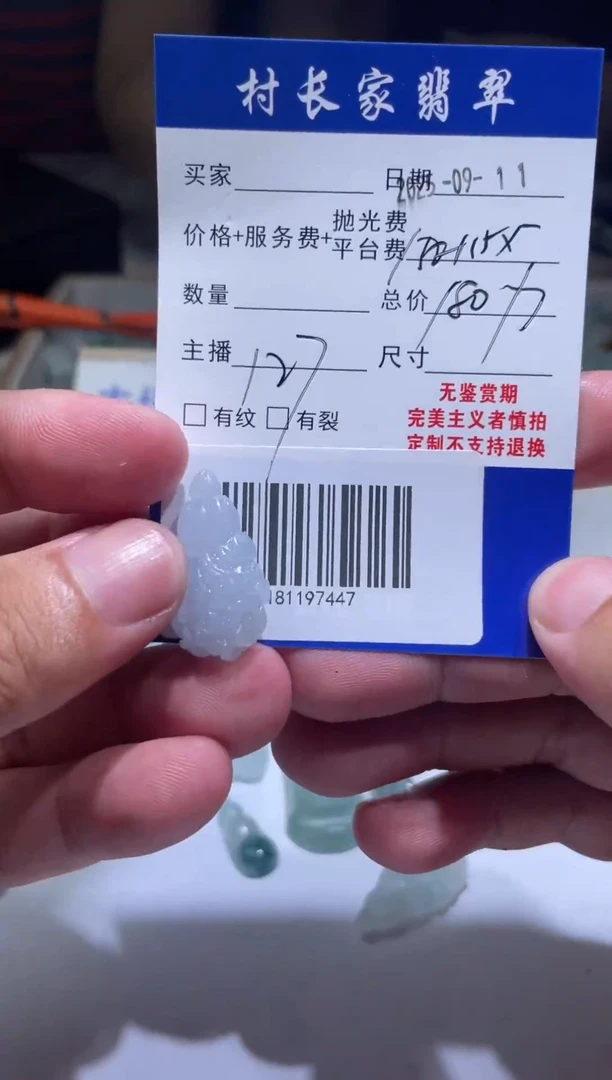 村长家翡翠
买家 日期 2025-09-11
价格+服务费+抛光费
平台费
数量 总价 180
主播 127 尺寸
□ 有纹 □ 有裂
无鉴赏期
完美主义者慎拍
定制不支持退换
181197447